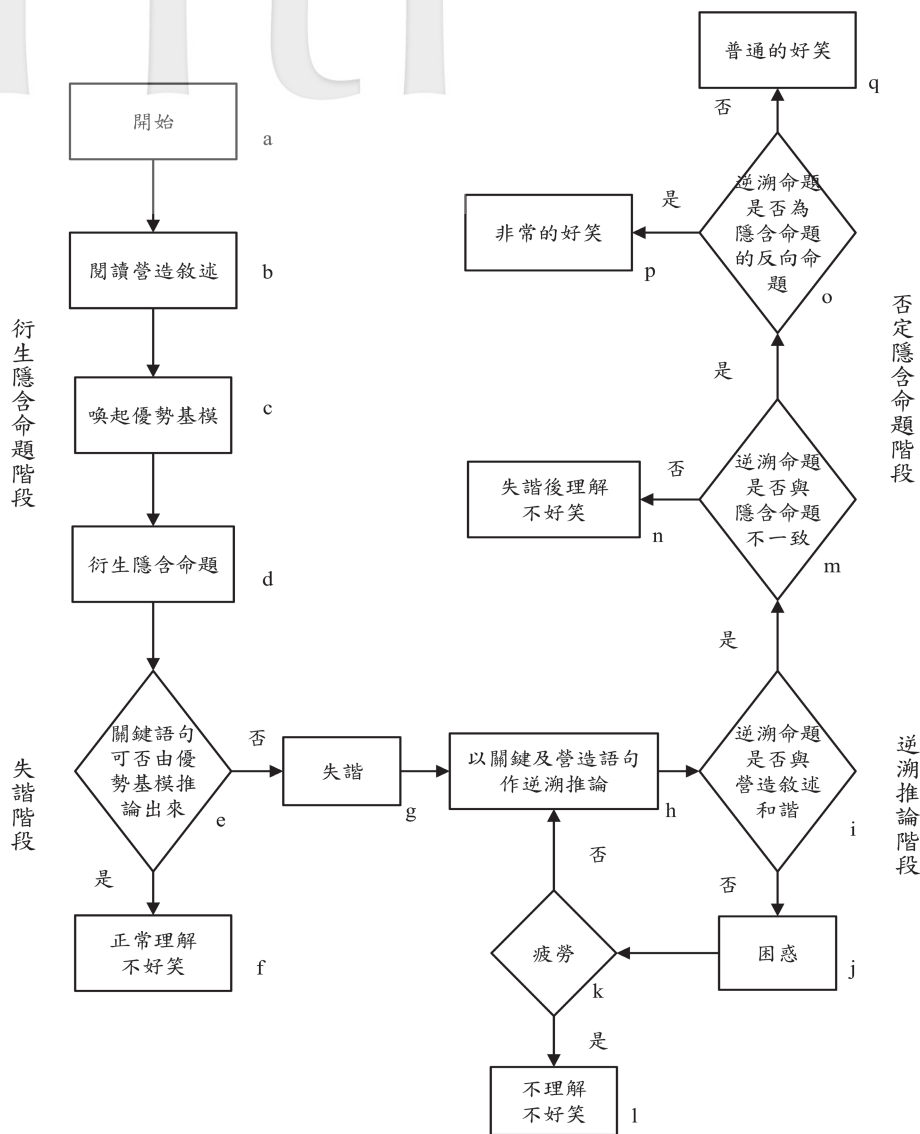 開始
a
閱讀營造敘述
b
衍生隱含命題階段
喚起優勢基模
c
衍生隱含命題
d
失諧階段
關鍵語句
可否由優
勢基模推
論出來
e
是
正常理解
不好笑
f
否
失諧
g
以關鍵及營造語句
作逆溯推論
h
逆溯命題
是否與
營造敘述
和諧
i
逆溯推論階段
否
困惑
j
疲勞
k
否
是
不理解
不好笑
l
是
逆溯命題
是否與
隱含命題
不一致
m
否
失諧後理解
不好笑
n
否定隱含命題階段
是
逆溯命題
是否為
隱含命題
的反向命
題
o
是
非常的好笑
p
否
普通的好笑
q